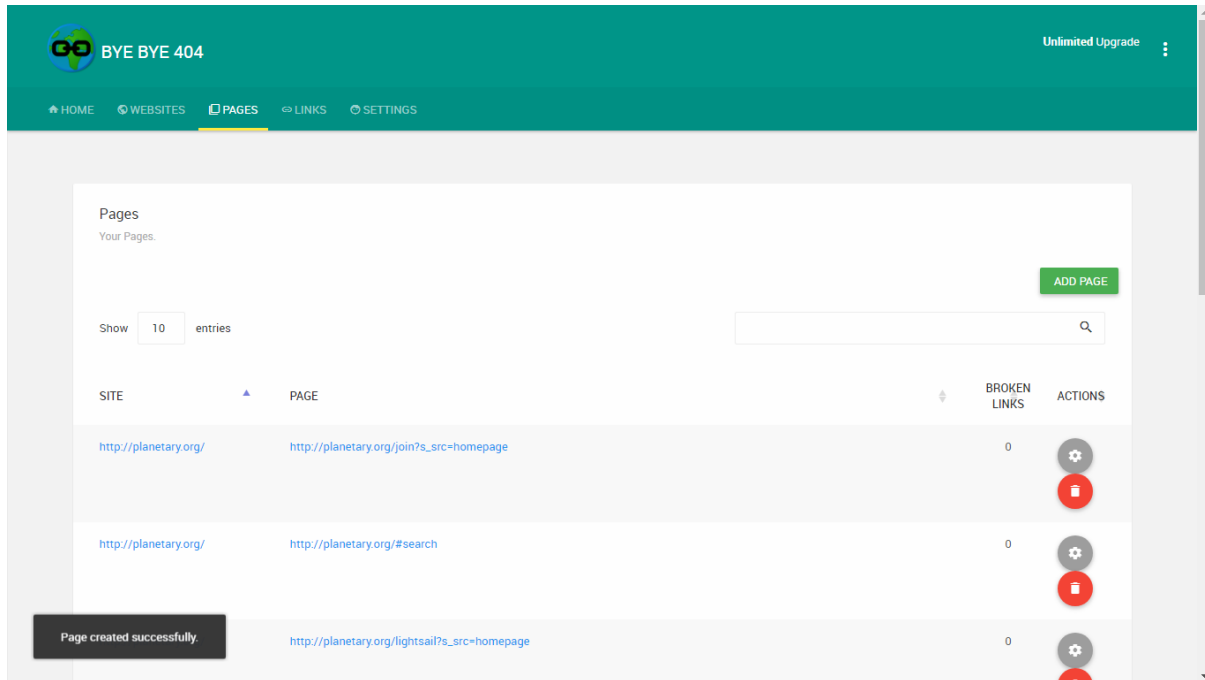 BYE BYE 404
Unlimited Upgrade
HOME WEBSITES PAGES LINKS SETTINGS
Pages
Your Pages.
ADD PAGE
Show 10 entries
SITE PAGE BROKEN LINKS ACTIONS
http://planetary.org/ http://planetary.org/join?s_src=homepage 0
http://planetary.org/ http://planetary.org/#search 0
http://planetary.org/lightsail?s_src=homepage 0
Page created successfully.